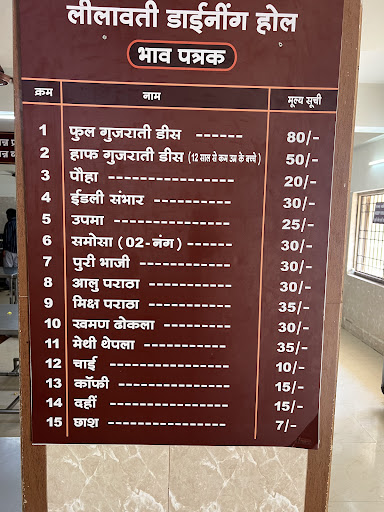 लीलावती डाईनींग होल
भाव पत्रक
क्रम नाम मूल्य सूची
1 फुल गुजराती डीस ------- 80/-
2 हाफ गुजराती डीस (12 साल से कम उम्र के बच्चे) 50/-
3 पौहा ------------------ 20/-
4 ईडली संभार ----------- 30/-
5 उपमा ----------------- 25/-
6 समोसा (02-नंग) ------- 30/-
7 पुरी भाजी ------------- 30/-
8 आलु पराठा ------------ 30/-
9 मिक्ष पराठा ------------ 35/-
10 खमण ढोकला ---------- 30/-
11 मेथी थेपला ------------ 35/-
12 चाई ------------------ 10/-
13 कॉफी ----------------- 15/-
14 दहीं ------------------ 15/-
15 छाश ----------------- 7/-